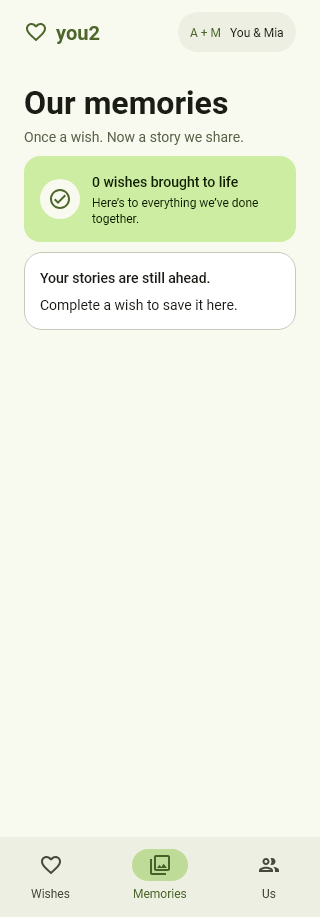 you2
A + M You & Mia
Our memories
Once a wish. Now a story we share.
0 wishes brought to life
Here’s to everything we’ve done
together.
Your stories are still ahead.
Complete a wish to save it here.
Wishes
Memories
Us